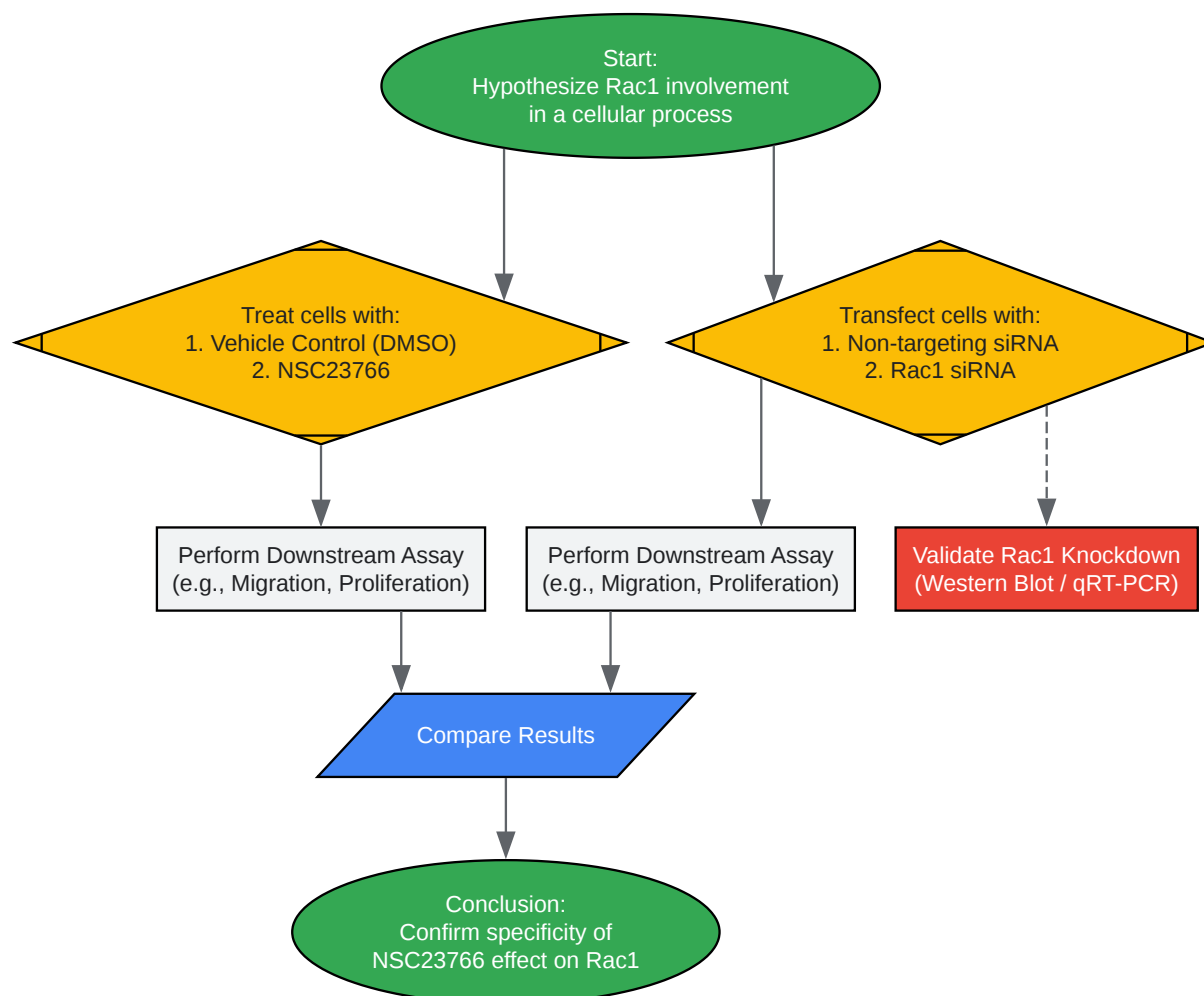 Start:
Hypothesize Rac1 involvement
in a cellular process
Treat cells with:
1. Vehicle Control (DMSO)
2. NSC23766
Transfect cells with:
1. Non-targeting siRNA
2. Rac1 siRNA
Perform Downstream Assay
(e.g., Migration, Proliferation)
Perform Downstream Assay
(e.g., Migration, Proliferation)
Validate Rac1 Knockdown
(Western Blot / qRT-PCR)
Compare Results
Conclusion:
Confirm specificity of
NSC23766 effect on Rac1